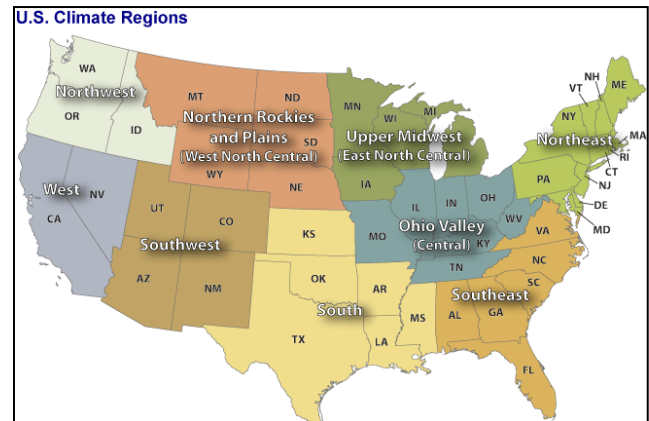 U.S. Climate Regions
WA
Northwest
OR
ID
MT
ND
Northern Rockies
and Plains
(West North Central)
SD
WY
NE
MN
WI
MI
Upper Midwest
(East North Central)
IA
VT
NH
ME
NY
Northeast
MA
RI
CT
PA
NJ
DE
MD
West
NV
CA
UT
CO
Southwest
AZ
NM
KS
OK
AR
South
TX
LA
MS
IL
IN
OH
WV
Ohio Valley
(Central)
MO
KY
TN
VA
NC
SC
Southeast
AL
GA
FL